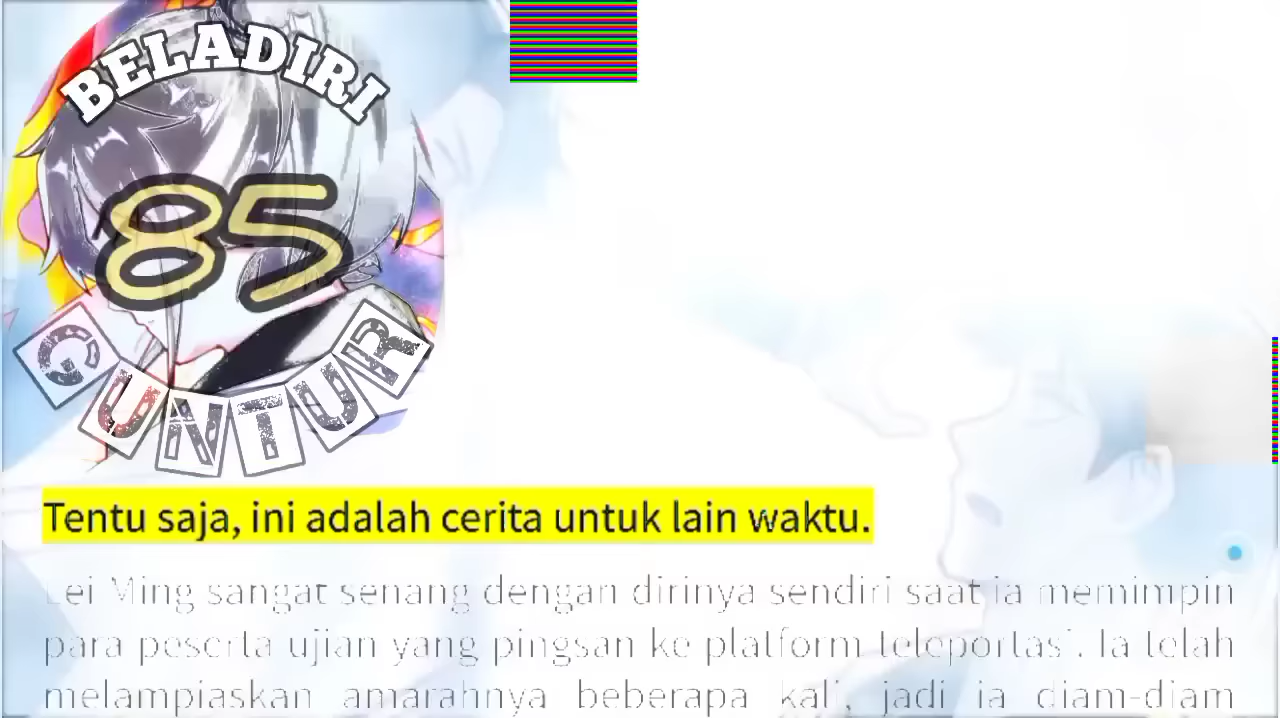 BELADIRI
85
GUNTUR
Tentu saja, ini adalah cerita untuk lain waktu.
Lei Ming sangat senang dengan dirinya sendiri saat ia memimpin
para peserta ujian yang pingsan ke platform teleportasi. Ia telah
melampiaskan amarahnya beberapa kali, jadi ia diam-diam